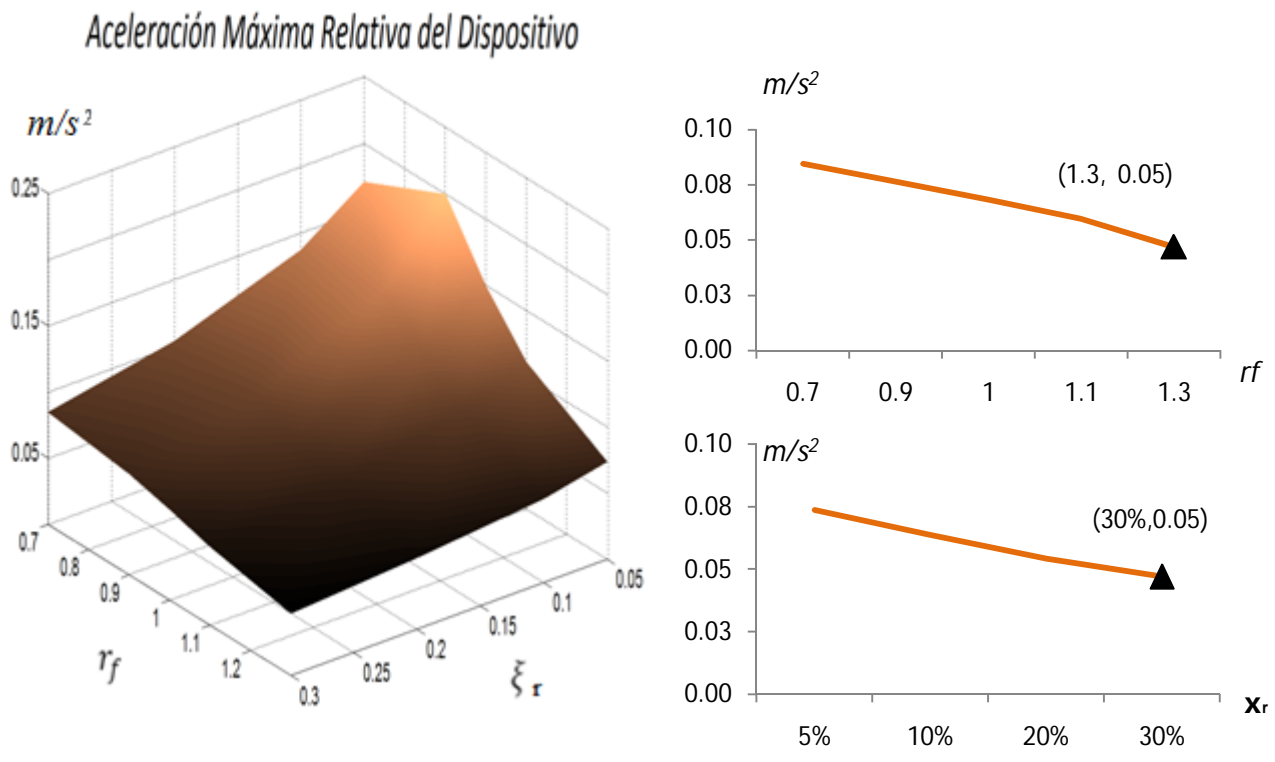 Aceleración Máxima Relativa del Dispositivo
m/s²
0.25
0.15
0.05
0.7
0.8
0.9
1
1.1
1.2
r_f
0.3
0.25
0.2
0.15
0.1
0.05
ξ_r
m/s²
0.10
0.08
0.05
0.03
0.00
(1.3, 0.05)
0.7 0.9 1 1.1 1.3
rf
m/s²
0.10
0.08
0.05
0.03
0.00
(30%,0.05)
5% 10% 20% 30%
xr